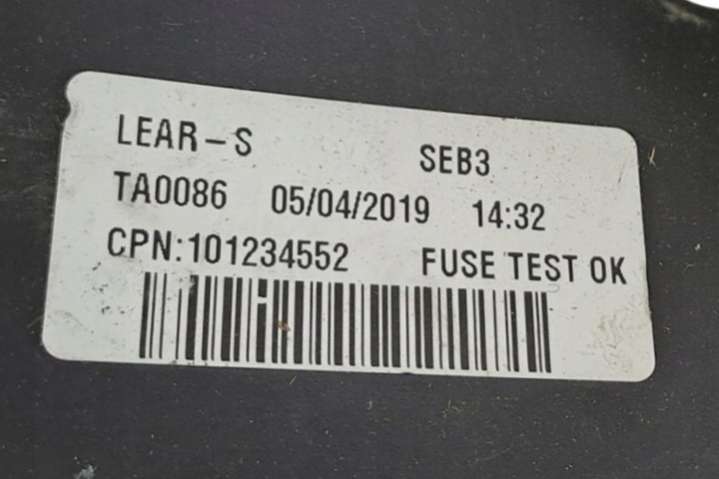 LEAR-S SEB3
TA0086 05/04/2019 14:32
CPN:101234552 FUSE TEST OK